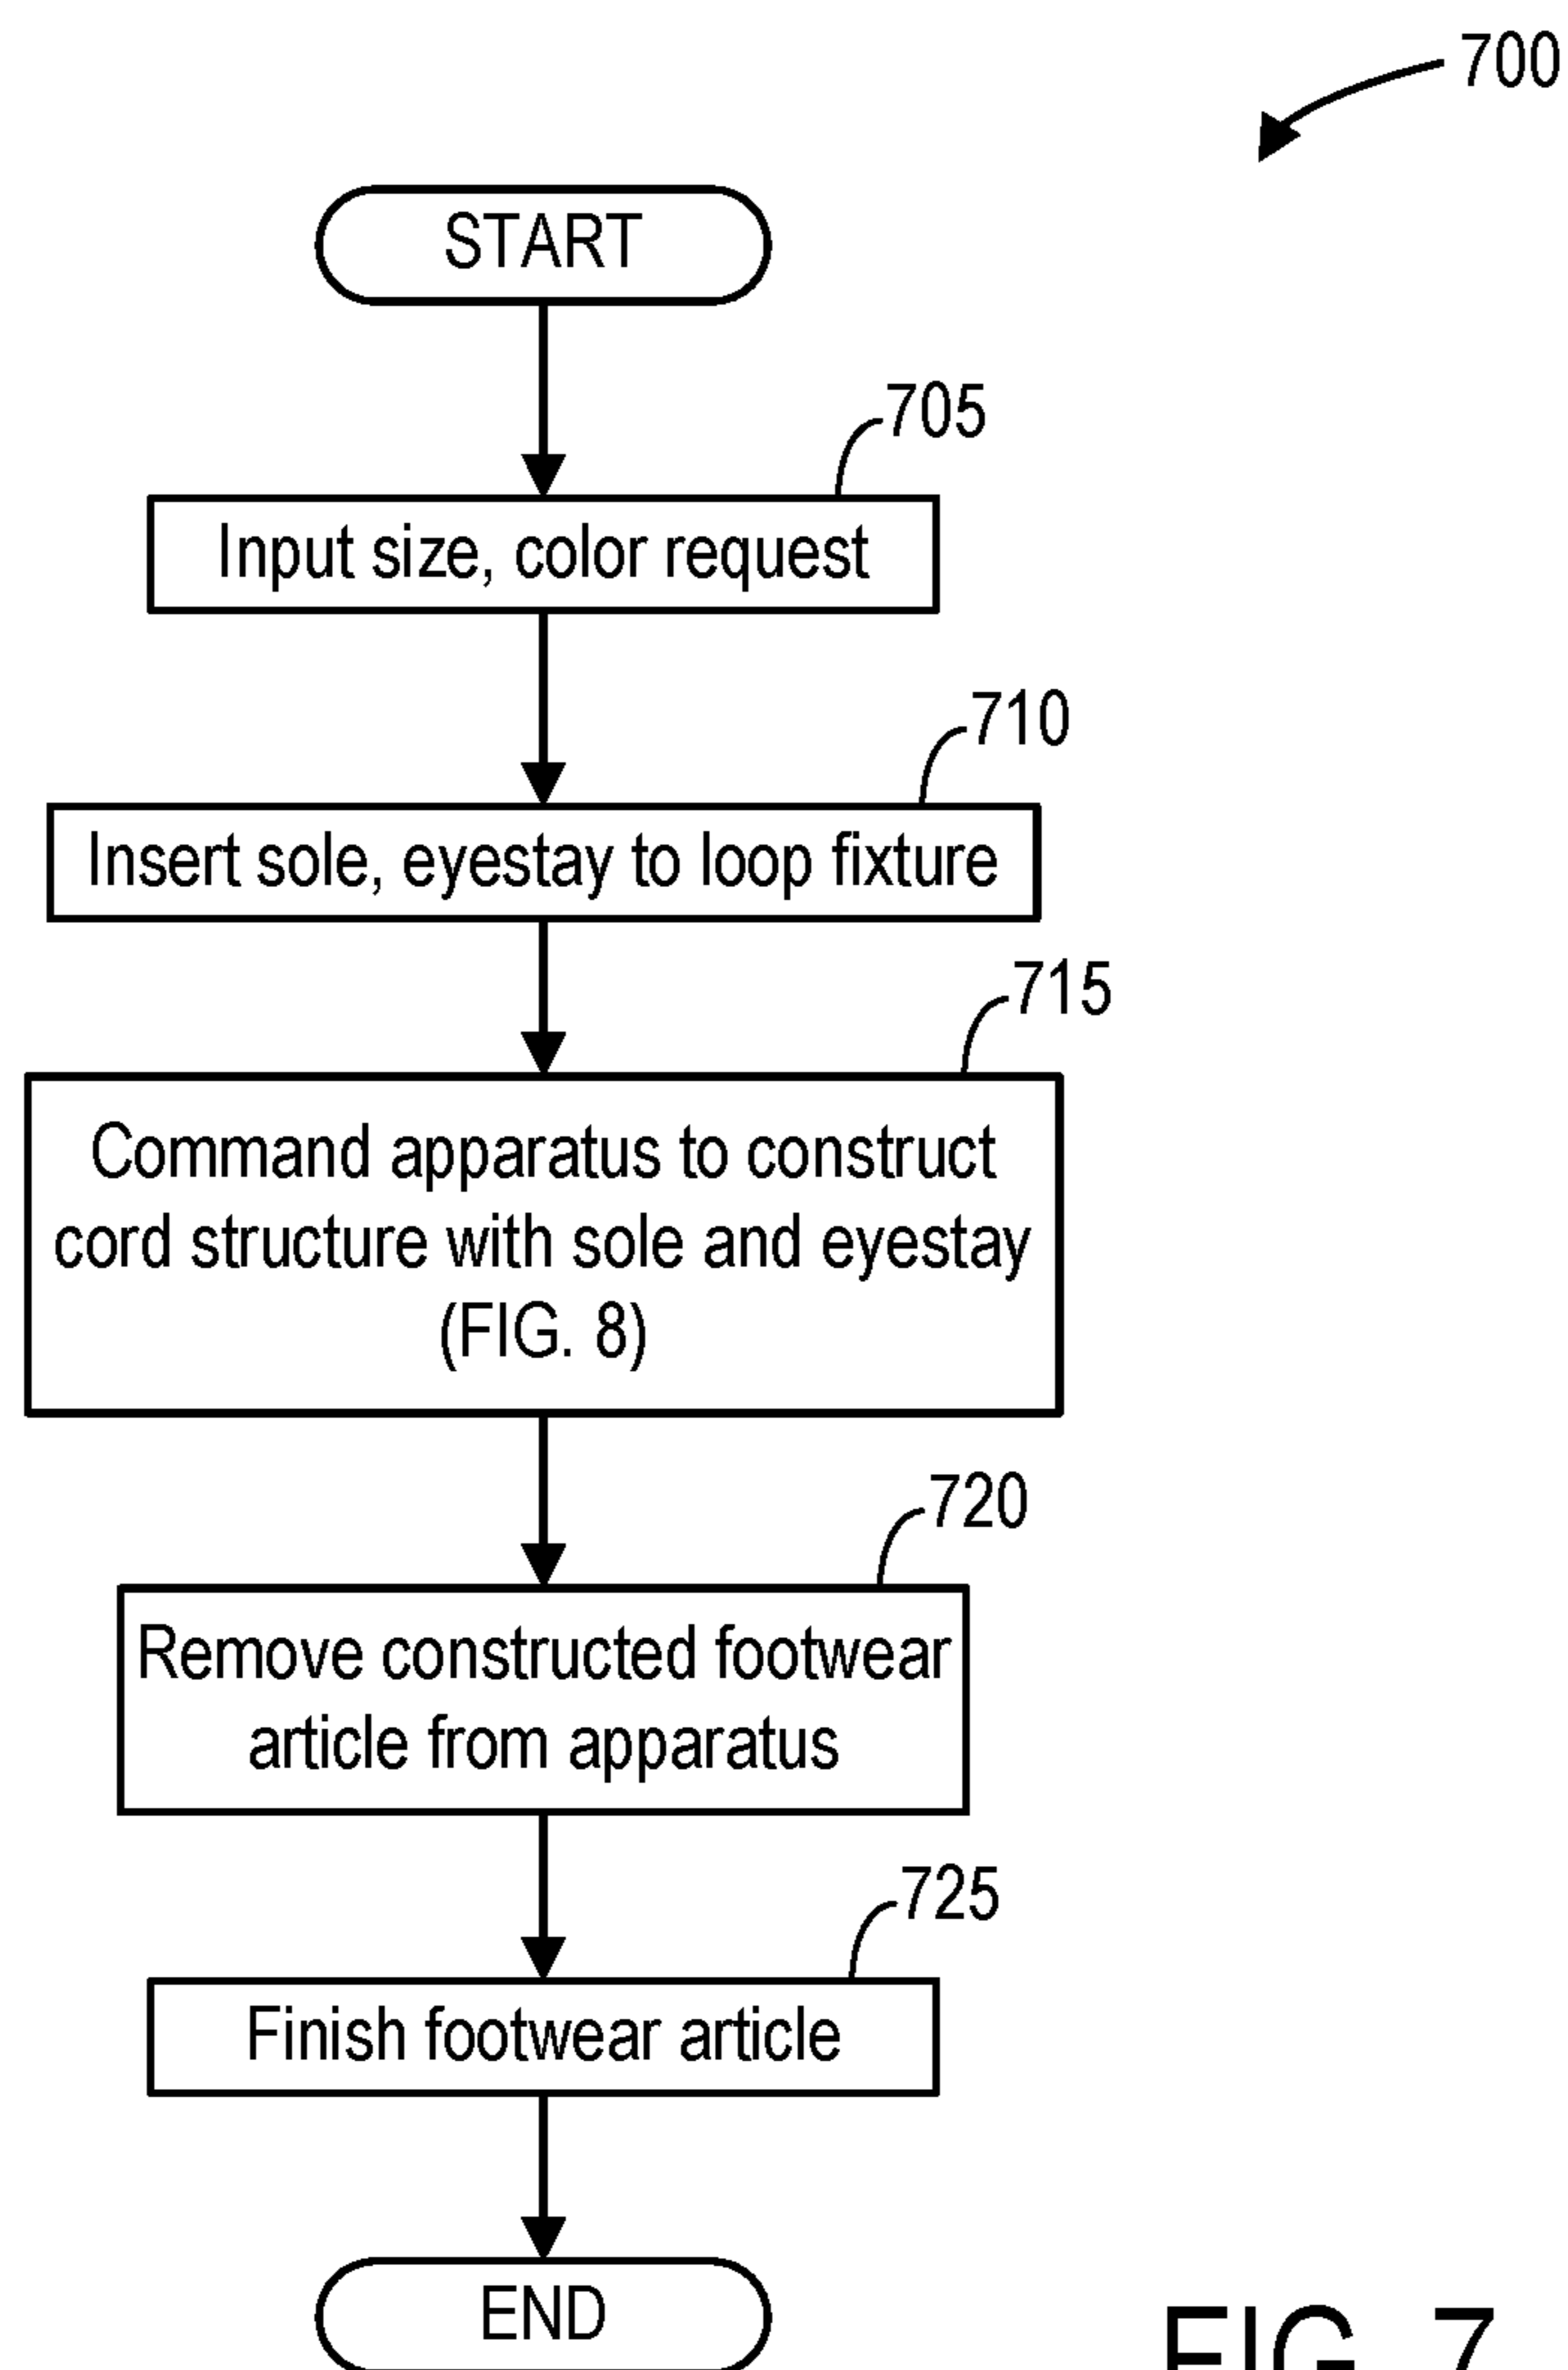 700
START
705
Input size, color request
710
Insert sole, eyestay to loop fixture
715
Command apparatus to construct
cord structure with sole and eyestay
(FIG. 8)
720
Remove constructed footwear
article from apparatus
725
Finish footwear article
END
FIG. 7